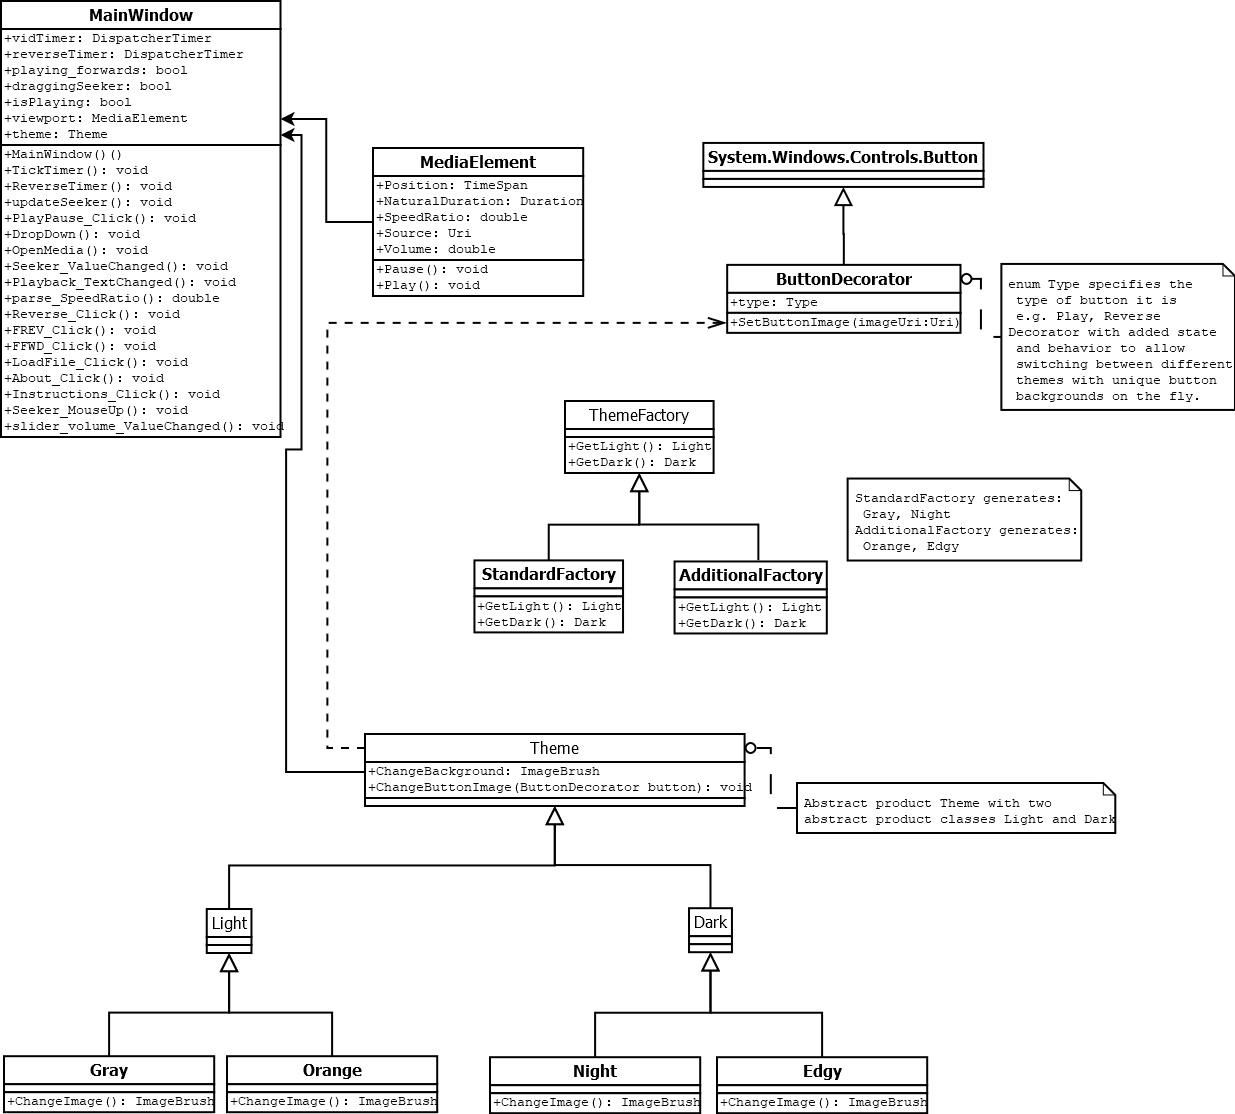 MainWindow
+vidTimer: DispatcherTimer
+reverseTimer: DispatcherTimer
+playing_forwards: bool
+draggingSeeker: bool
+isPlaying: bool
+viewport: MediaElement
+theme: Theme
+MainWindow()()
+TickTimer(): void
+ReverseTimer(): void
+updateSeeker(): void
+PlayPause_Click(): void
+DropDown(): void
+OpenMedia(): void
+Seeker_ValueChanged(): void
+Playback_TextChanged(): void
+parse_SpeedRatio(): double
+Reverse_Click(): void
+FREV_Click(): void
+FFWD_Click(): void
+LoadFile_Click(): void
+About_Click(): void
+Instructions_Click(): void
+Seeker_MouseUp(): void
+slider_volume_ValueChanged(): void
MediaElement
+Position: TimeSpan
+NaturalDuration: Duration
+SpeedRatio: double
+Source: Uri
+Volume: double
+Pause(): void
+Play(): void
System.Windows.Controls.Button
ButtonDecorator
+type: Type
+SetButtonImage(imageUri:Uri)
enum Type specifies the
type of button it is
e.g. Play, Reverse
Decorator with added state
and behavior to allow
switching between different
themes with unique button
backgrounds on the fly.
ThemeFactory
+GetLight(): Light
+GetDark(): Dark
StandardFactory
+GetLight(): Light
+GetDark(): Dark
AdditionalFactory
+GetLight(): Light
+GetDark(): Dark
StandardFactory generates:
Gray, Night
AdditionalFactory generates:
Orange, Edgy
Theme
+ChangeBackground: ImageBrush
+ChangeButtonImage(ButtonDecorator button): void
Abstract product Theme with two
abstract product classes Light and Dark
Light
Dark
Gray
+ChangeImage(): ImageBrush
Orange
+ChangeImage(): ImageBrush
Night
+ChangeImage(): ImageBrush
Edgy
+ChangeImage(): ImageBrush